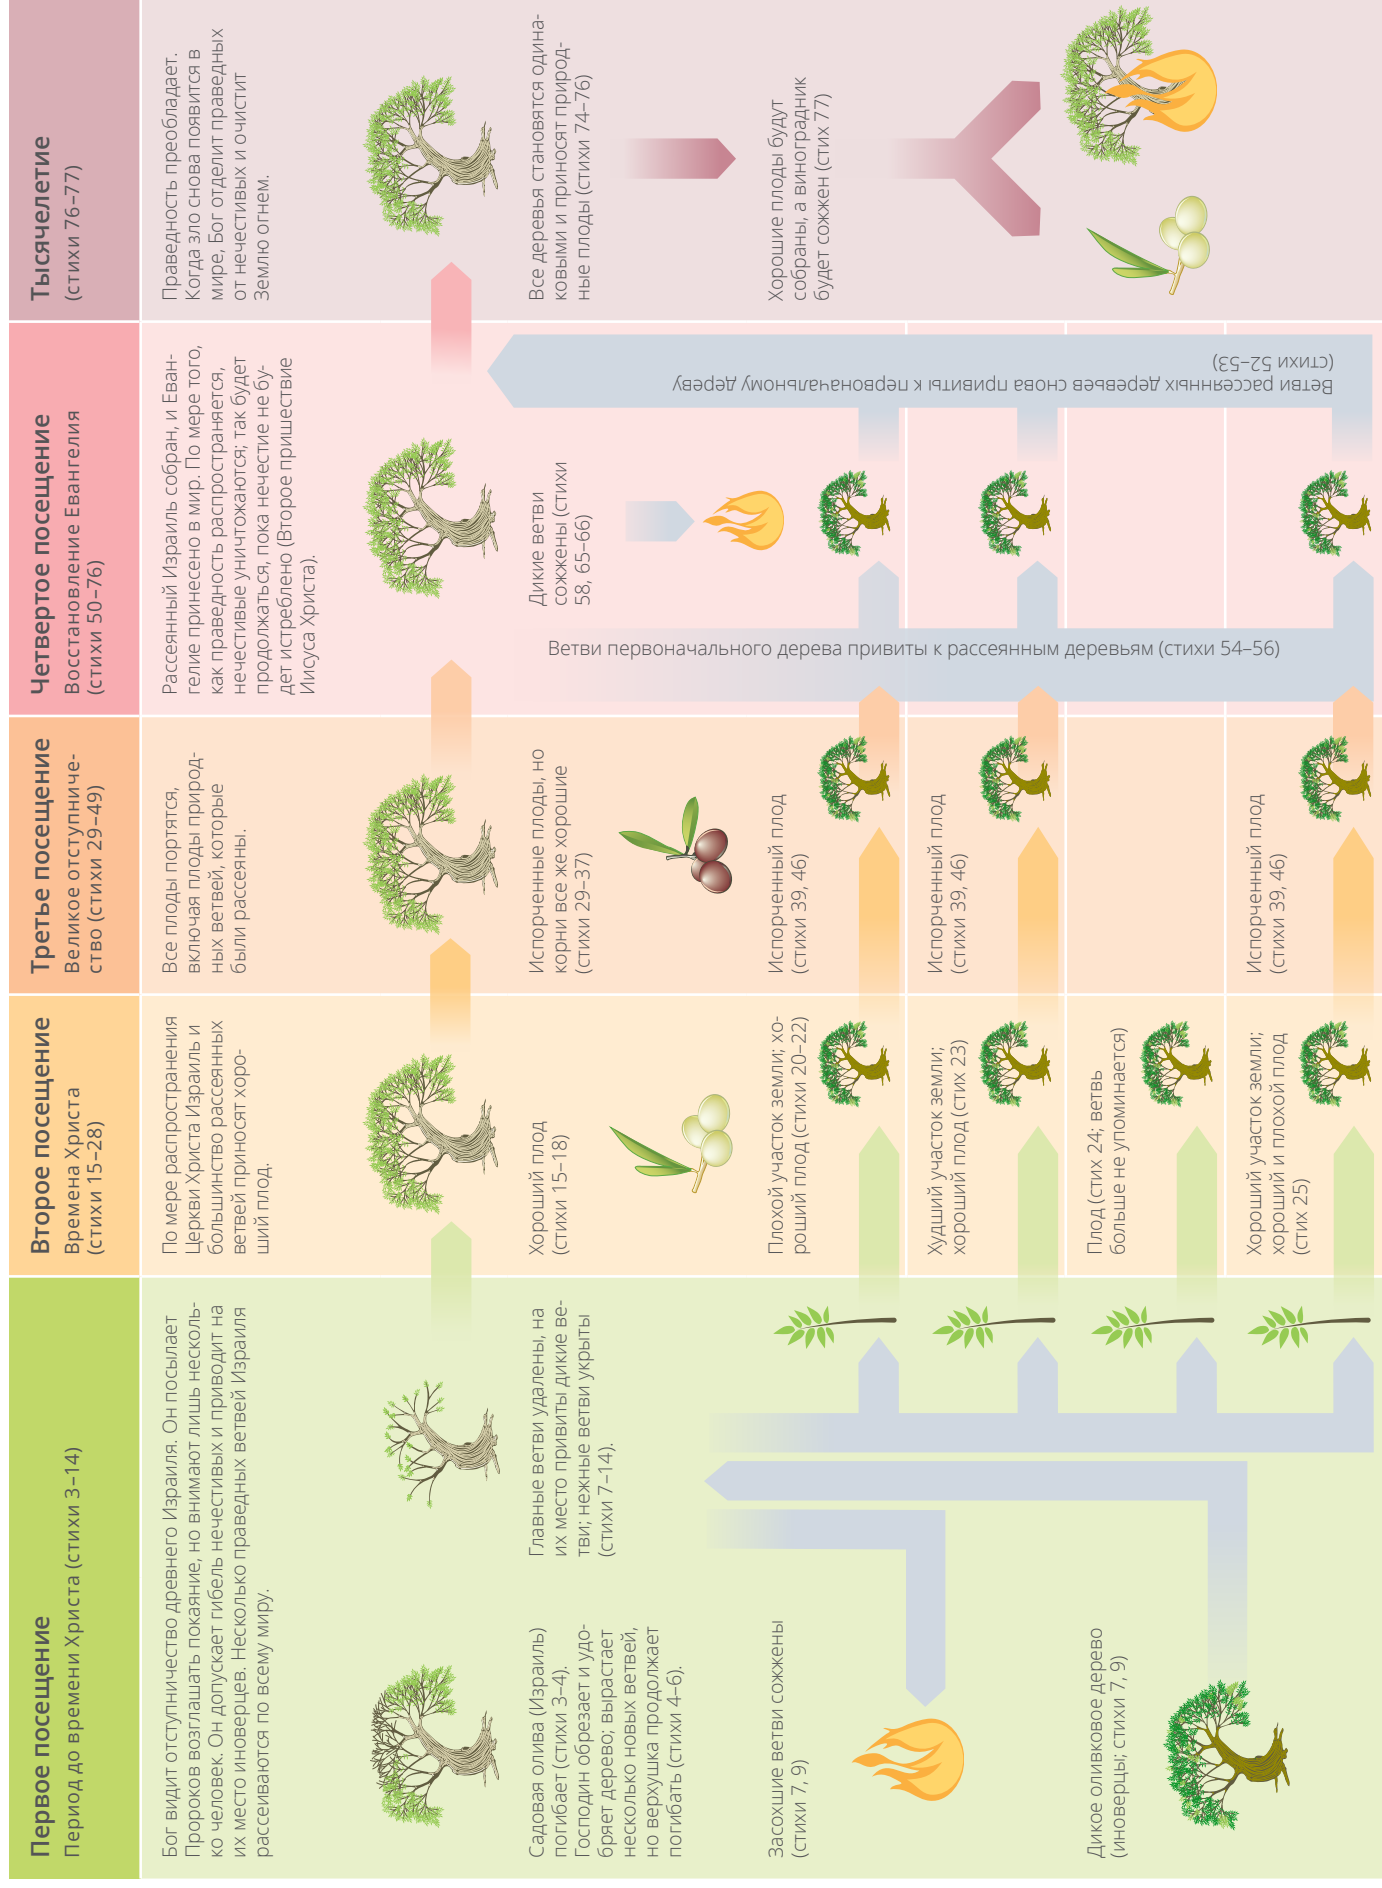 Первое посещение
Период до времени Христа (стихи 3–14)
Бог видит отступничество древнего Израиля. Он посылает
Пророков возглашать покаяние, но внимают лишь несколь-
ко человек. Он допускает гибель нечестивых и приводит на
их место иноверцев. Несколько праведных ветвей Израиля
рассеиваются по всему миру.
Садовая олива (Израиль)
погибает (стихи 3–4).
Господин обрезает и удо-
бряет дерево; вырастает
несколько новых ветвей,
но верхушка продолжает
погибать (стихи 4–6).
Главные ветви удалены, на
их место привиты дикие ве-
тви; нежные ветви укрыты
(стихи 7–14).
Засохшие ветви сожжены
(стихи 7, 9)
Дикое оливковое дерево
(иноверцы; стихи 7, 9)
Второе посещение
Времена Христа
(стихи 15–28)
По мере распространения
Церкви Христа Израиль и
большинство рассеянных
ветвей приносят хоро-
ший плод.
Хороший плод
(стихи 15–18)
Плохой участок земли; хо-
роший плод (стихи 20–22)
Худший участок земли;
хороший плод (стих 23)
Плод (стих 24; ветвь
больше не упоминается)
Хороший участок земли;
хороший и плохой плод
(стих 25)
Третье посещение
Великое отступниче-
ство (стихи 29–49)
Все плоды портятся,
включая плоды природ-
ных ветвей, которые
были рассеяны.
Испорченные плоды, но
корни все же хорошие
(стихи 29–37)
Испорченный плод
(стихи 39, 46)
Испорченный плод
(стихи 39, 46)
Испорченный плод
(стихи 39, 46)
Четвертое посещение
Восстановление Евангелия
(стихи 50–76)
Рассеянный Израиль собран, и Еван-
гелие принесено в мир. По мере того,
как праведность распространяется,
нечестивые уничтожаются; так будет
продолжаться, пока нечестие не бу-
дет истреблено (Второе пришествие
Иисуса Христа).
Дикие ветви
сожжены (стихи
58, 65–66)
Ветви первоначального дерева привиты к рассеянным деревьям (стихи 54–56)
Ветви рассеянных деревьев снова привиты к первоначальному дереву
(стихи 52–53)
Тысячелетие
(стихи 76–77)
Праведность преобладает.
Когда зло снова появится в
мире, Бог отделит праведных
от нечестивых и очистит
Землю огнем.
Все деревья становятся одина-
ковыми и приносят природ-
ные плоды (стихи 74–76)
Хорошие плоды будут
собраны, а виноградник
будет сожжен (стих 77)